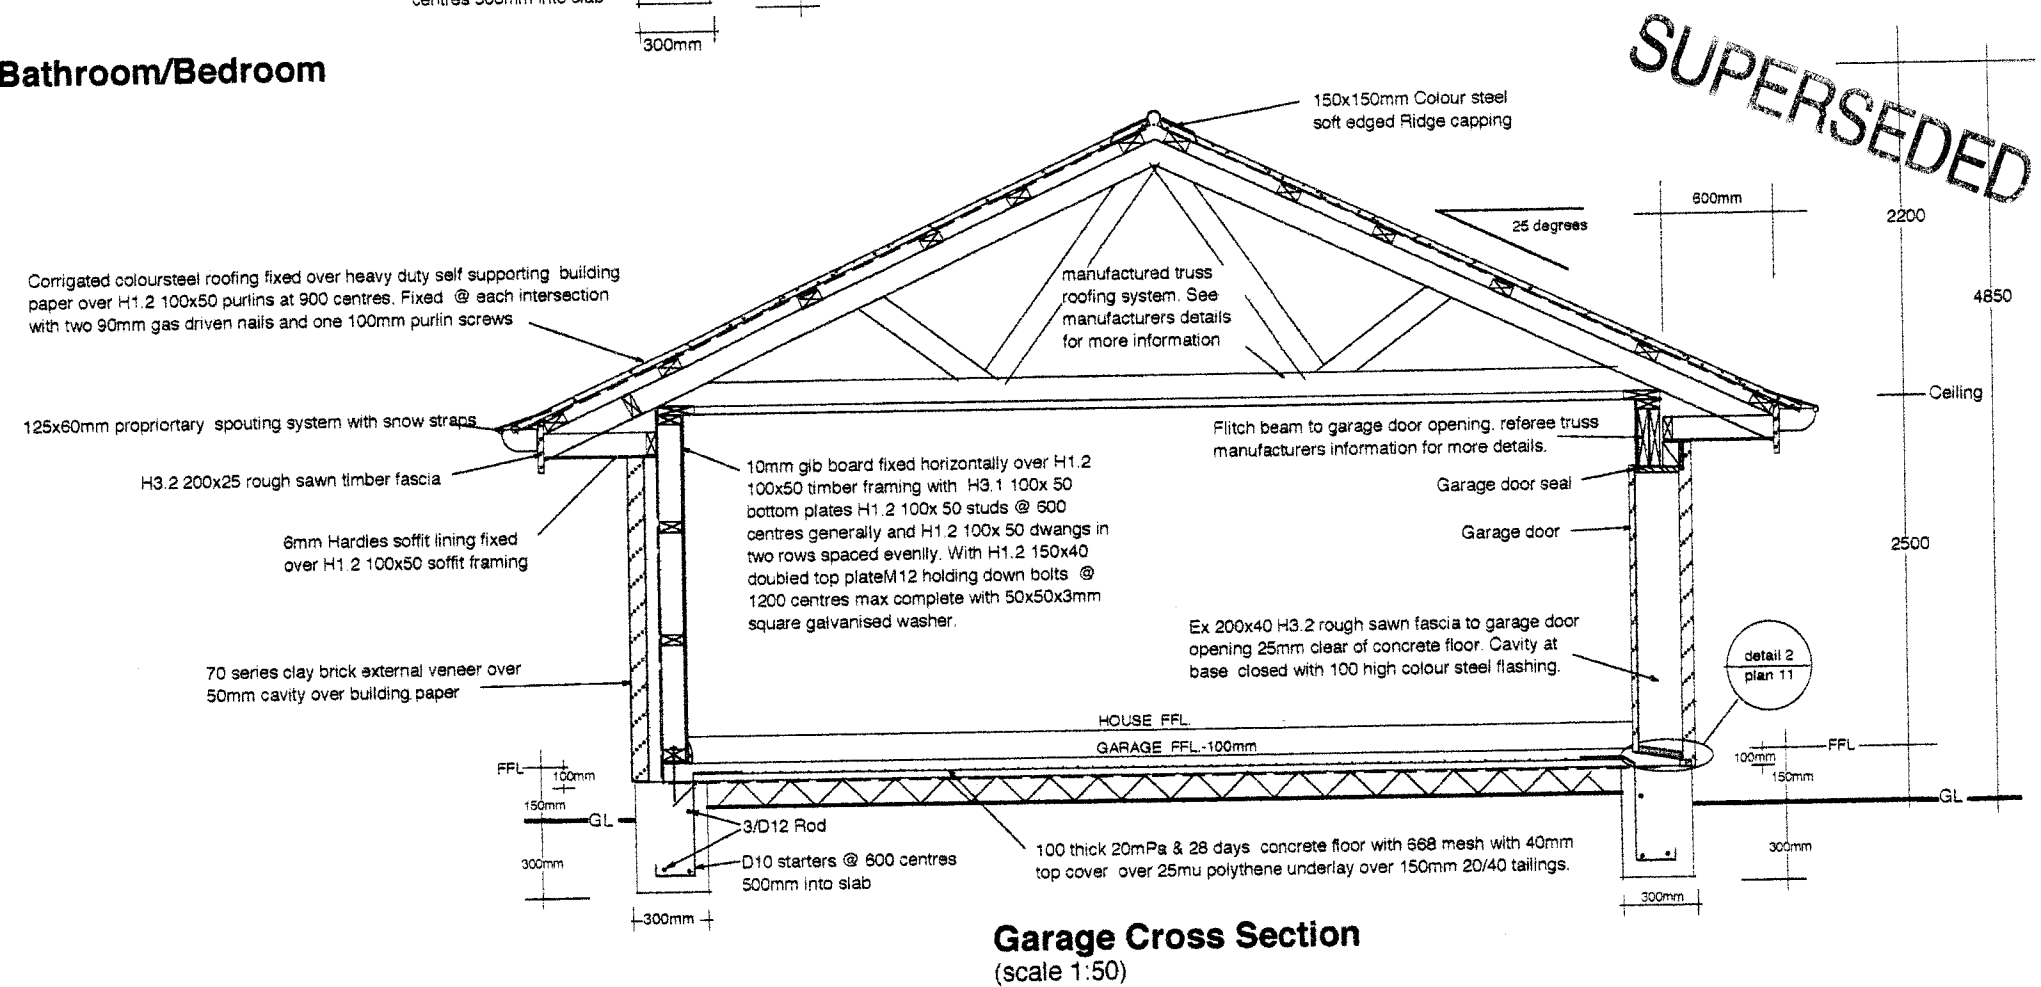 300mm
Bathroom/Bedroom
SUPERSEDED
150x150mm Colour steel
soft edged Ridge capping
600mm
2200
25 degrees
4850
Corrigated coloursteel roofing fixed over heavy duty self supporting building
paper over H1.2 100x50 purlins at 900 centres. Fixed @ each intersection
with two 90mm gas driven nails and one 100mm purlin screws
manufactured truss
roofing system. See
manufacturers details
for more information
Ceiling
125x60mm propriortary spouting system with snow straps
Flitch beam to garage door opening. referee truss
manufacturers information for more details.
H3.2 200x25 rough sawn timber fascia
10mm gib board fixed horizontally over H1.2
100x50 timber framing with H3.1 100x 50
bottom plates H1.2 100x 50 studs @ 600
centres generally and H1.2 100x 50 dwangs in
two rows spaced evenlly. With H1.2 150x40
doubled top plateM12 holding down bolts @
1200 centres max complete with 50x50x3mm
square galvanised washer.
Garage door seal
Garage door
2500
6mm Hardies soffit lining fixed
over H1.2 100x50 soffit framing
Ex 200x40 H3.2 rough sawn fascia to garage door
opening 25mm clear of concrete floor. Cavity at
base closed with 100 high colour steel flashing.
detail 2
plan 11
70 series clay brick external veneer over
50mm cavity over building paper
HOUSE FFL.
GARAGE FFL.-100mm
FFL
100mm
150mm
GL
300mm
FFL
100mm
150mm
GL
300mm
3/D12 Rod
D10 starters @ 600 centres
500mm into slab
100 thick 20mPa & 28 days concrete floor with 668 mesh with 40mm
top cover over 25mu polythene underlay over 150mm 20/40 tailings.
300mm
300mm
Garage Cross Section
(scale 1:50)